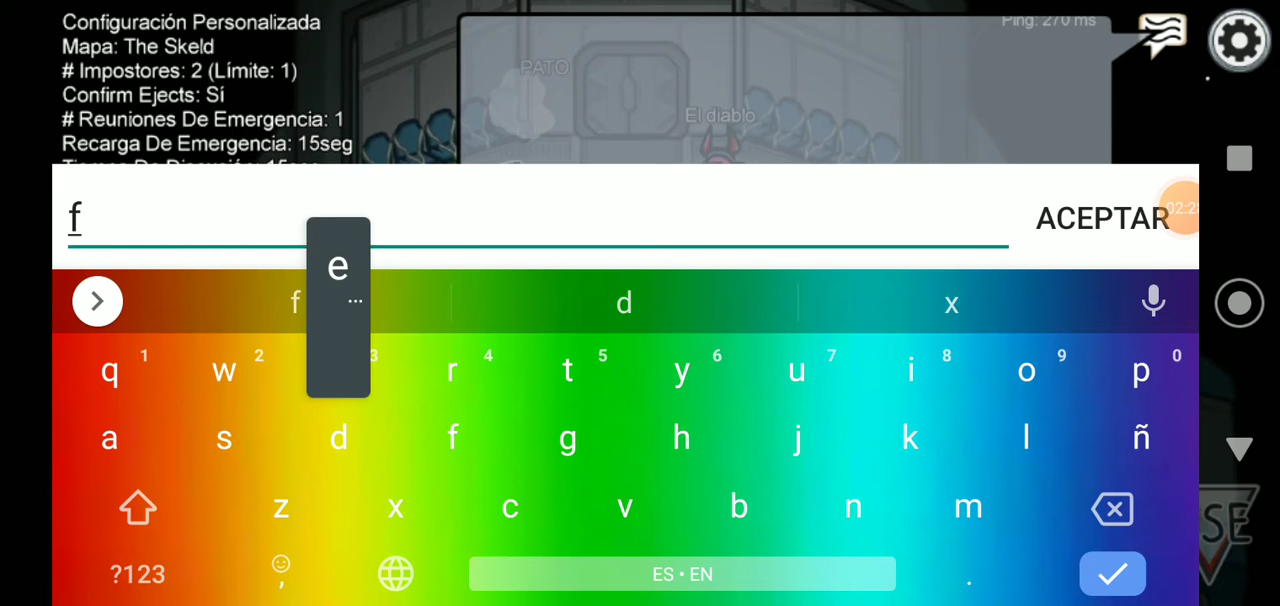 Configuración Personalizada
Mapa: The Skeld
# Impostores: 2 (Límite: 1)
Confirm Ejects: Sí
# Reuniones De Emergencia: 1
Recarga De Emergencia: 15seg
Ping: 270 ms
PATO
El diablo
f
ACEPTAR
02:2
e
...
f d x
q 1 w 2 3 r 4 t 5 y 6 u 7 i 8 o 9 p 0
a s d f g h j k l ñ
z x c v b n m
?123 , ES • EN .
SE